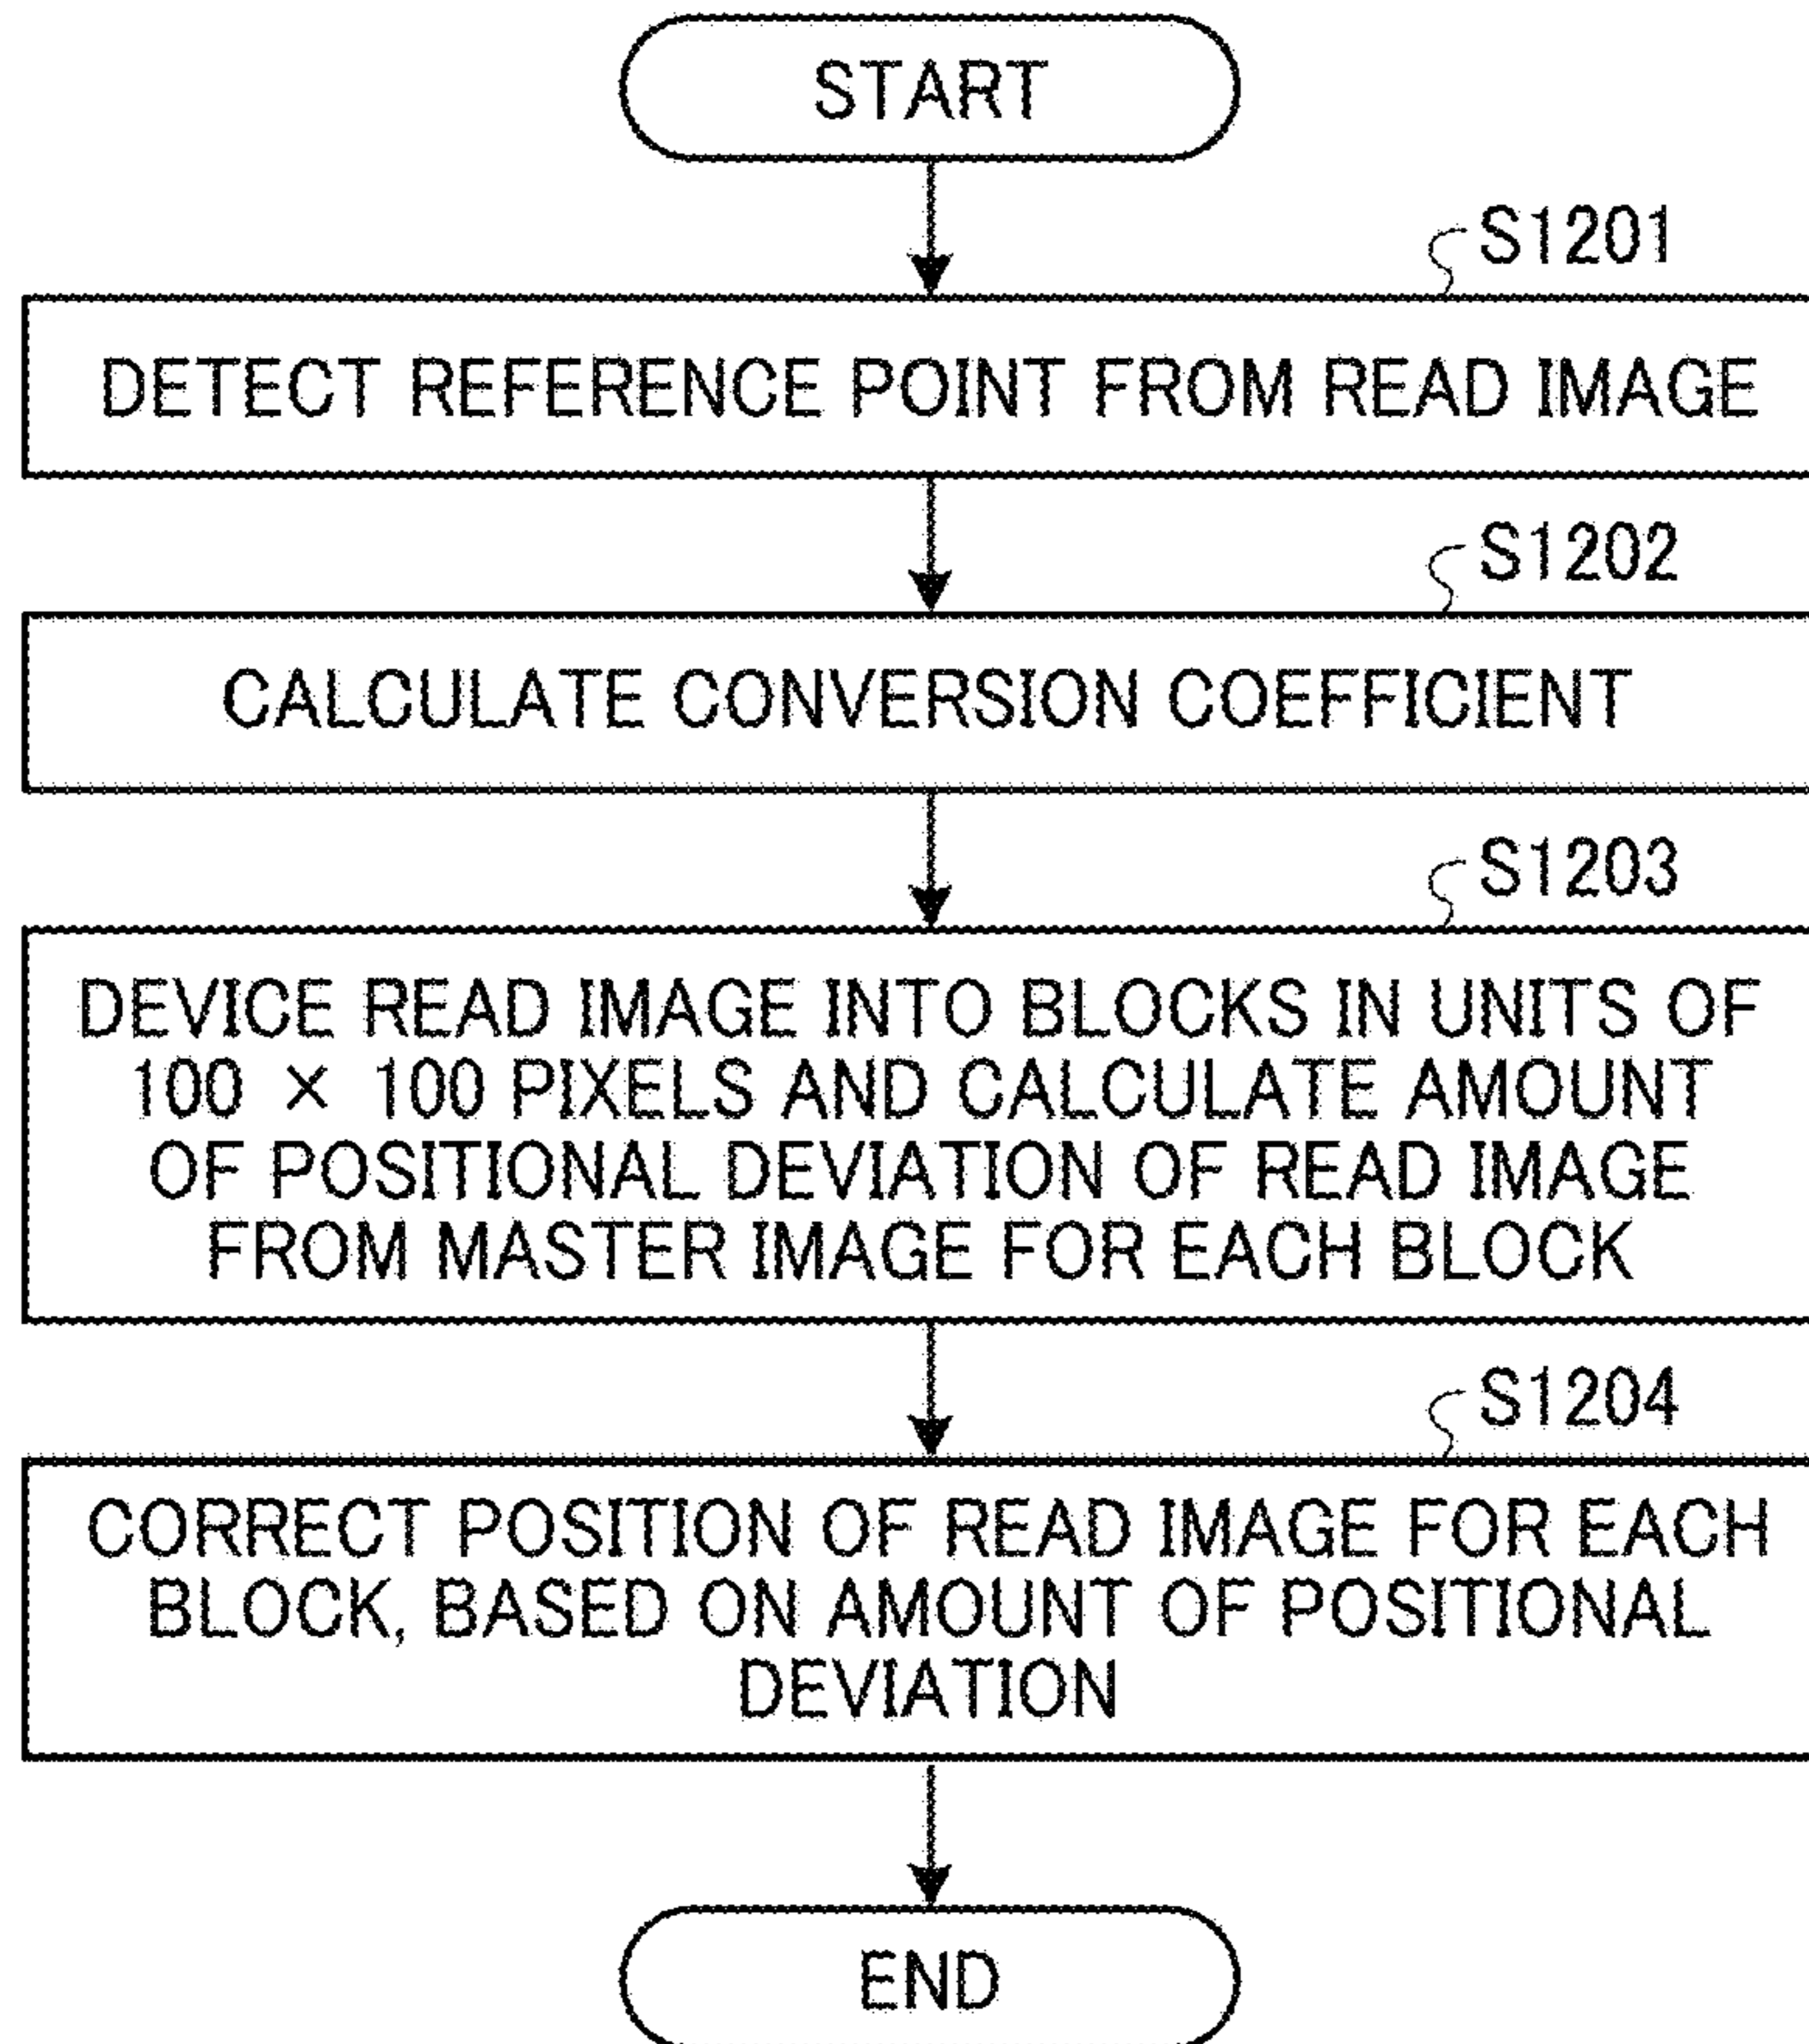 START
S1201
DETECT REFERENCE POINT FROM READ IMAGE
S1202
CALCULATE CONVERSION COEFFICIENT
S1203
DEVICE READ IMAGE INTO BLOCKS IN UNITS OF
100 × 100 PIXELS AND CALCULATE AMOUNT
OF POSITIONAL DEVIATION OF READ IMAGE
FROM MASTER IMAGE FOR EACH BLOCK
S1204
CORRECT POSITION OF READ IMAGE FOR EACH
BLOCK, BASED ON AMOUNT OF POSITIONAL
DEVIATION
END